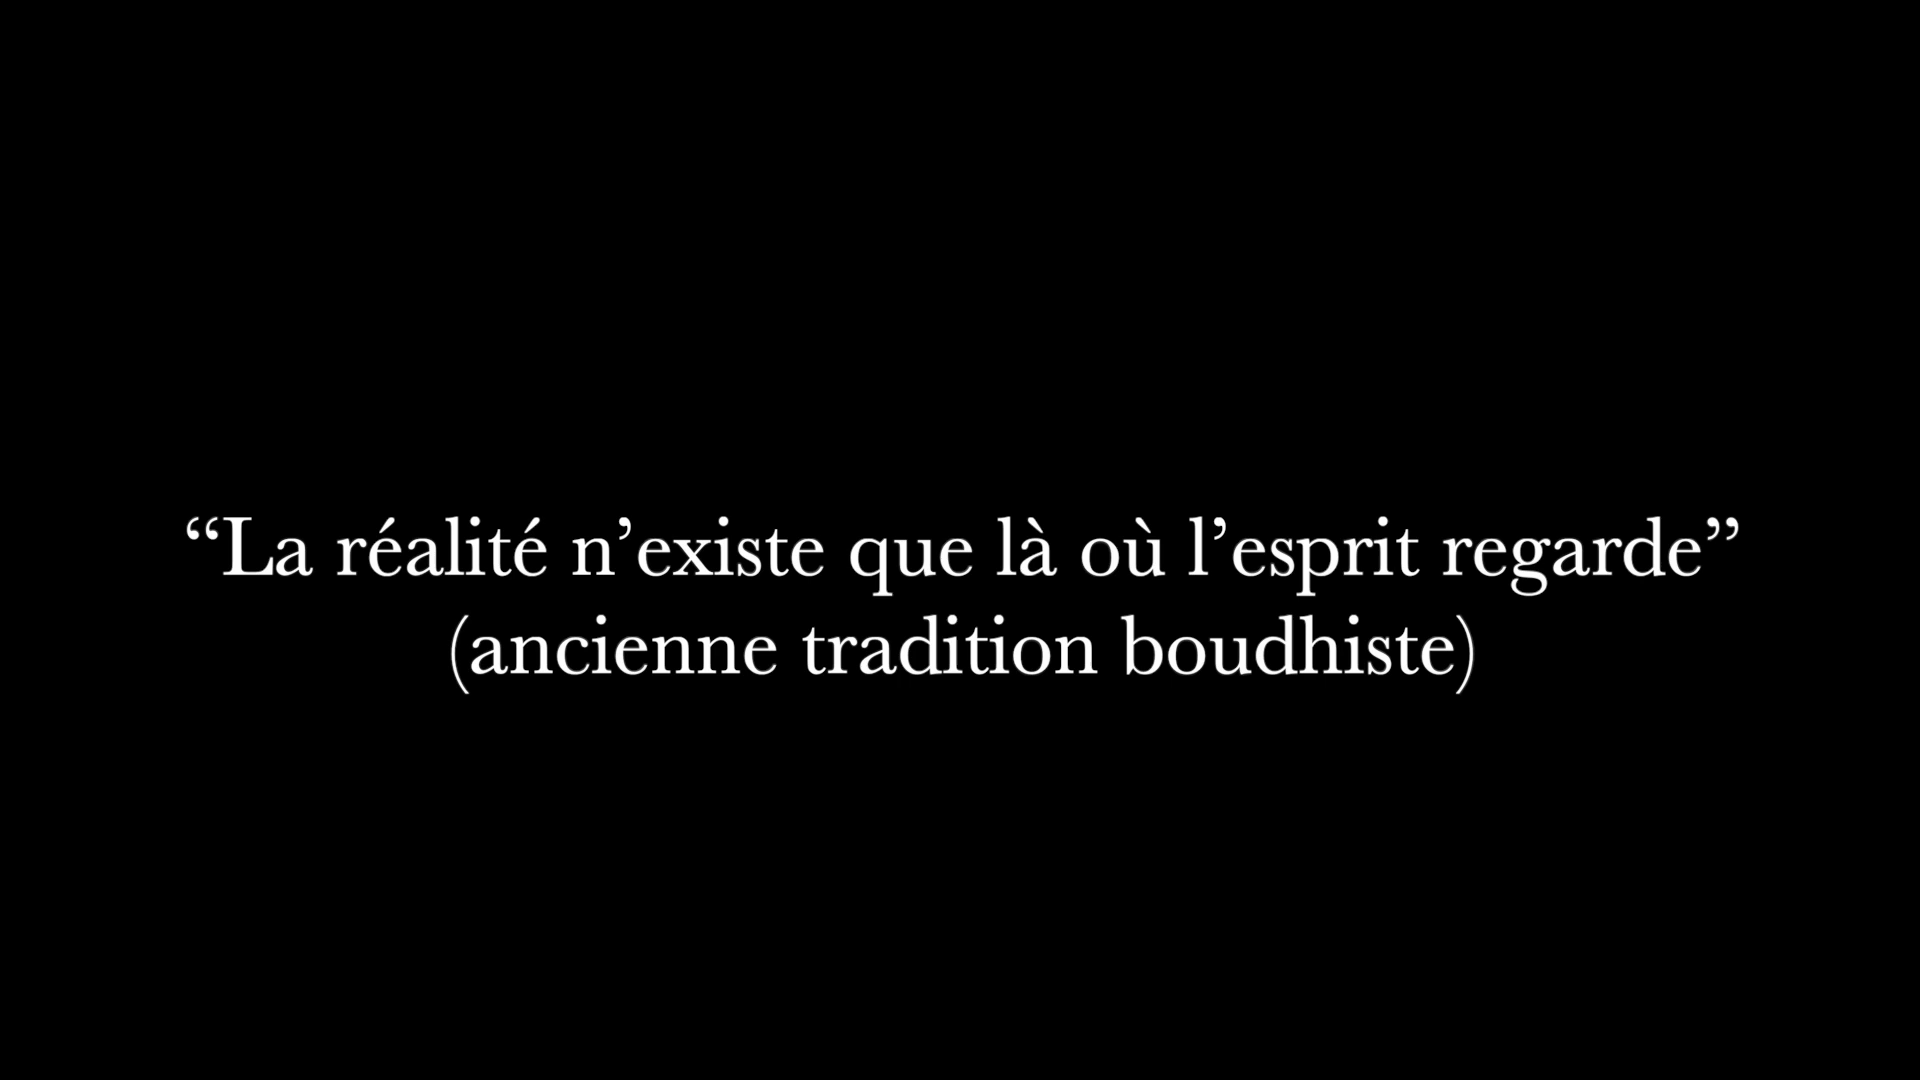 “La réalité n’existe que là où l’esprit regarde”
(ancienne tradition boudhiste)